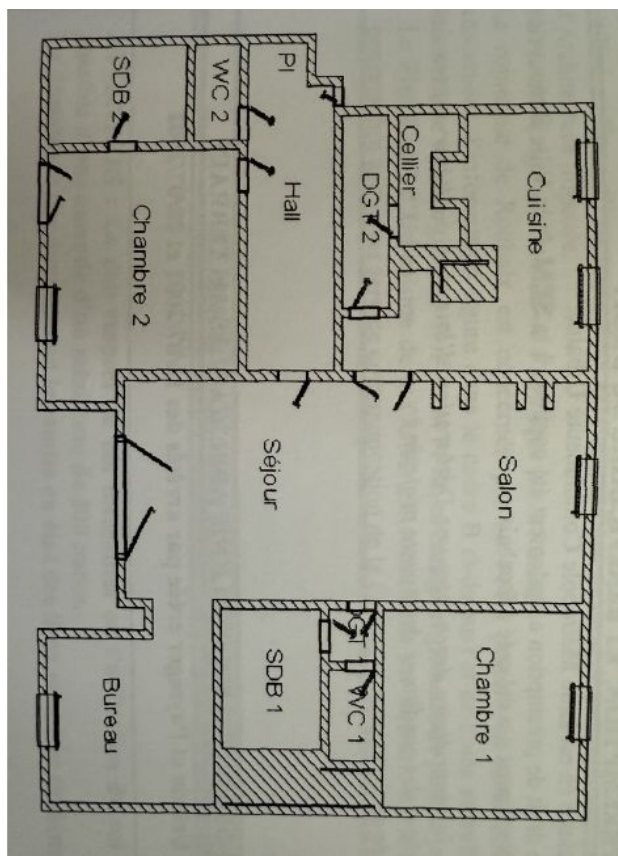 Cuisine
Salon
Chambre 1
Cellier
DGT 2
GT
WC 1
Pl
Hall
Séjour
SDB 1
WC 2
SDB 2
Chambre 2
Bureau